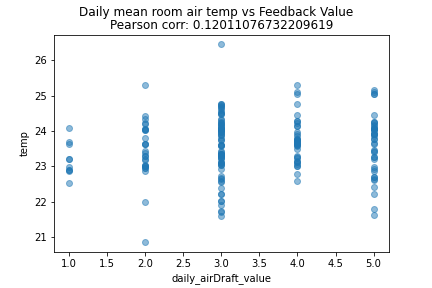 Daily mean room air temp vs Feedback Value
Pearson corr: 0.12011076732209619
26
25
24
23
22
21
temp
1.0 1.5 2.0 2.5 3.0 3.5 4.0 4.5 5.0
daily_airDraft_value